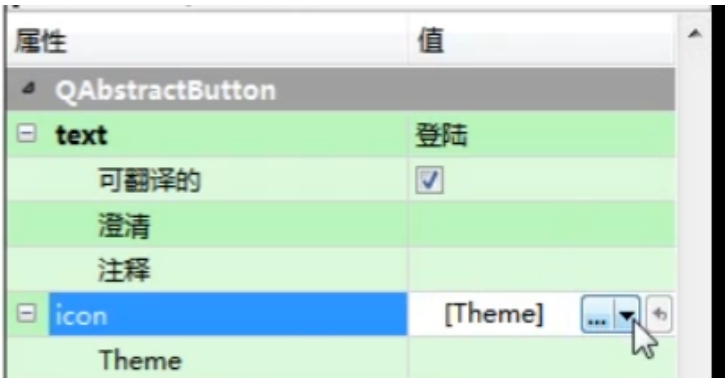 属性 值
QAbstractButton
text 登陆
可翻译的
澄清
注释
icon [Theme] ...
Theme